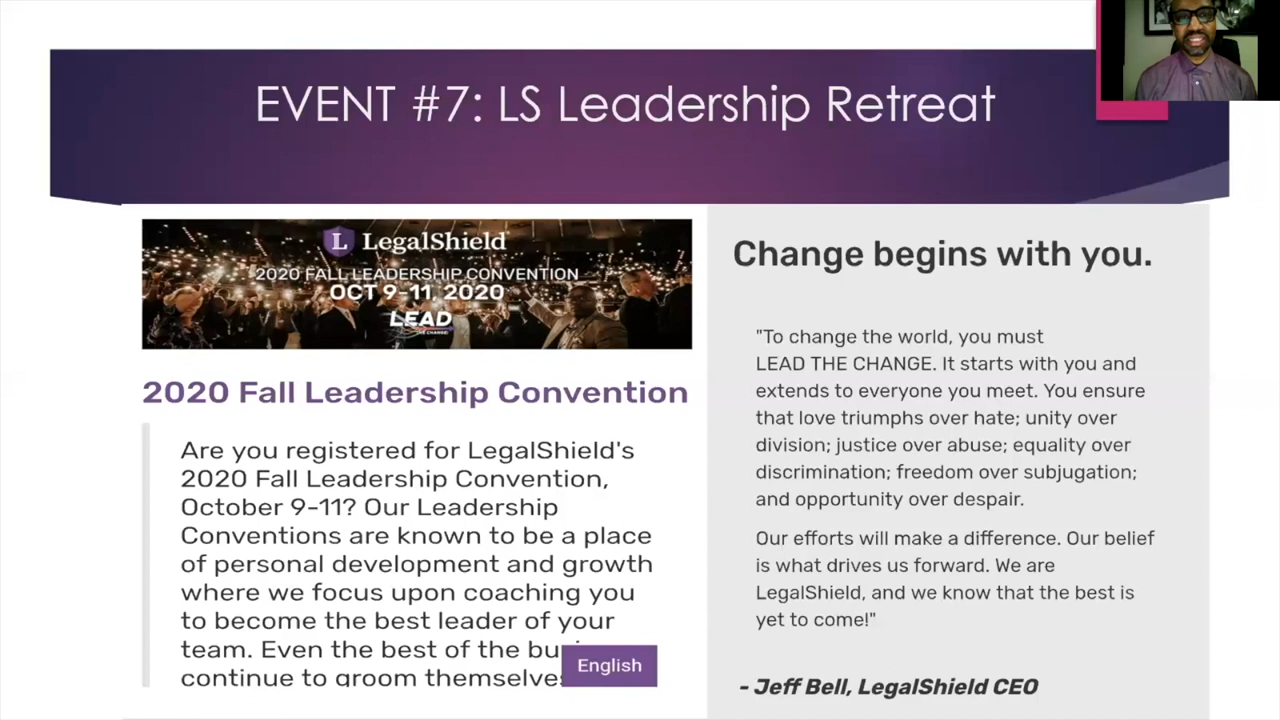 EVENT #7: LS Leadership Retreat
L LegalShield
2020 FALL LEADERSHIP CONVENTION
OCT 9-11, 2020
LEAD
THE CHANGE
2020 Fall Leadership Convention
Are you registered for LegalShield's
2020 Fall Leadership Convention,
October 9-11? Our Leadership
Conventions are known to be a place
of personal development and growth
where we focus upon coaching you
to become the best leader of your
team. Even the best of the
continue to groom
English
Change begins with you.
"To change the world, you must
LEAD THE CHANGE. It starts with you and
extends to everyone you meet. You ensure
that love triumphs over hate; unity over
division; justice over abuse; equality over
discrimination; freedom over subjugation;
and opportunity over despair.
Our efforts will make a difference. Our belief
is what drives us forward. We are
LegalShield, and we know that the best is
yet to come!"
- Jeff Bell, LegalShield CEO